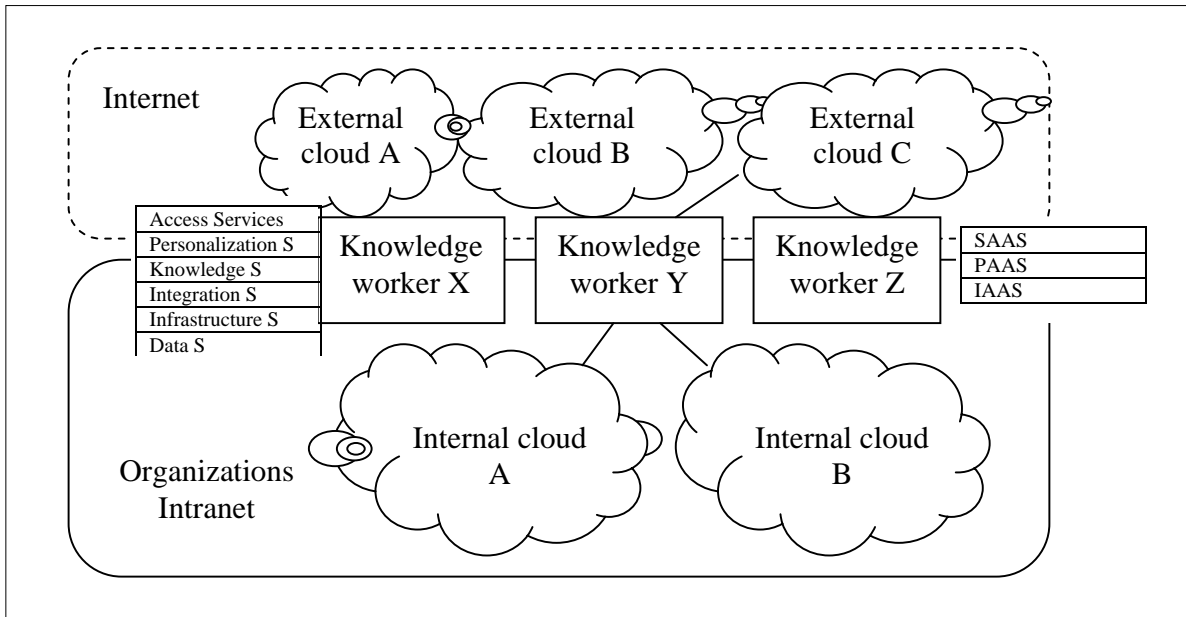 Internet
External
cloud A
External
cloud B
External
cloud C
Access Services
Personalization S
Knowledge S
Integration S
Infrastructure S
Data S
Knowledge
worker X
Knowledge
worker Y
Knowledge
worker Z
SAAS
PAAS
IAAS
Internal cloud
A
Internal cloud
B
Organizations
Intranet